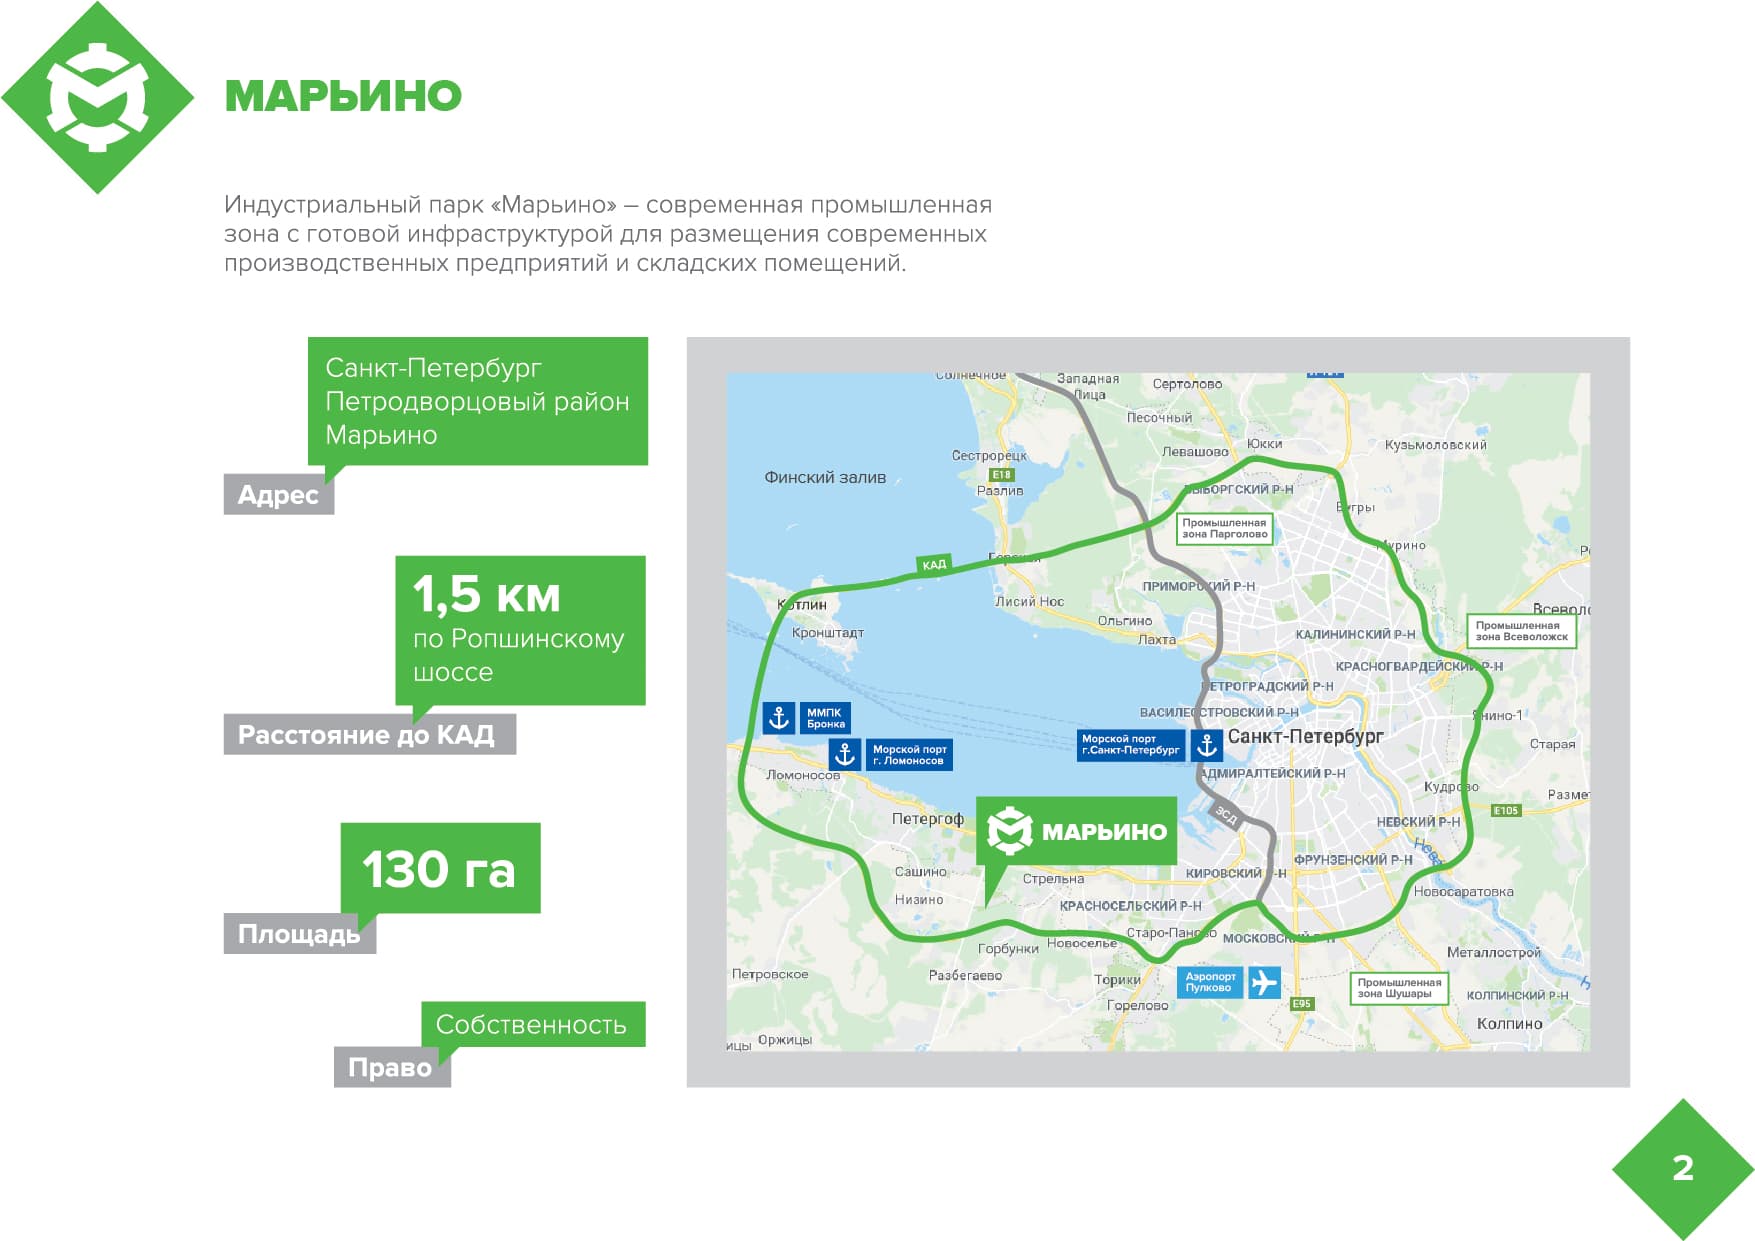 МАРЬИНО
Индустриальный парк «Марьино» – современная промышленная
зона с готовой инфраструктурой для размещения современных
производственных предприятий и складских помещений.
Санкт-Петербург
Петродворцовый район
Марьино
Адрес
1,5 км
по Ропшинскому
шоссе
Расстояние до КАД
130 га
Площадь
Собственность
Право
Солнечное
Западная
Лица
Сертолово
Песочный
Юкки
Кузьмоловский
Левашово
Сестрорецк
Е18
Разлив
Финский залив
ВЫБОРГСКИЙ Р-Н
Бугры
Промышленная
зона Парголово
Мурино
КАД
Горская
ПРИМОРСКИЙ Р-Н
Котлин
Лисий Нос
Всеволо
Кронштадт
Ольгино
Лахта
КАЛИНИНСКИЙ Р-Н
Промышленная
зона Всеволожск
КРАСНОГВАРДЕЙСКИЙ Р-Н
ПЕТРОГРАДСКИЙ Р-Н
ВАСИЛЕОСТРОВСКИЙ Р-Н
Янино-1
ММПК
Бронка
Морской порт
г. Ломоносов
Морской порт
г.Санкт-Петербург
Санкт-Петербург
Старая
Ломоносов
АДМИРАЛТЕЙСКИЙ Р-Н
Кудрово
Размет
Е105
Петергоф
ЗСД
НЕВСКИЙ Р-Н
МАРЬИНО
Нева
ФРУНЗЕНСКИЙ Р-Н
Сашино
Стрельна
КИРОВСКИЙ Р-Н
Новосаратовка
Низино
КРАСНОСЕЛЬСКИЙ Р-Н
Старо-Паново
МОСКОВСКИЙ Р-Н
Горбунки
Новоселье
Металлострой
Петровское
Разбегаево
Торики
Аэропорт
Пулково
Промышленная
зона Шушары
КОЛПИНСКИЙ Р-Н
Горелово
Е95
Колпино
Оржицы
ицы
2